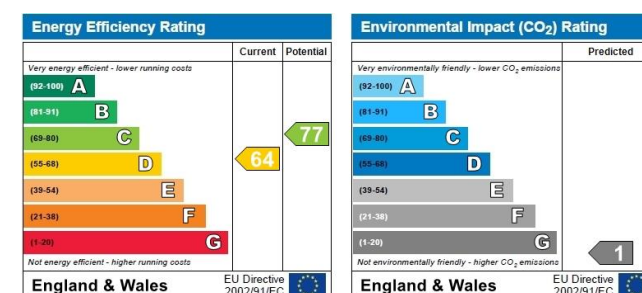 Energy Efficiency Rating
Current Potential
Very energy efficient - lower running costs
(92-100) A
(81-91) B
(69-80) C
77
(55-68) D
64
(39-54) E
(21-38) F
(1-20) G
Not energy efficient - higher running costs
England & Wales
EU Directive
2002/91/EC
Environmental Impact (CO₂) Rating
Predicted
Very environmentally friendly - lower CO₂ emissions
(92-100) A
(81-91) B
(69-80) C
(55-68) D
(39-54) E
(21-38) F
(1-20) G
1
Not environmentally friendly - higher CO₂ emissions
England & Wales
EU Directive
2002/91/EC